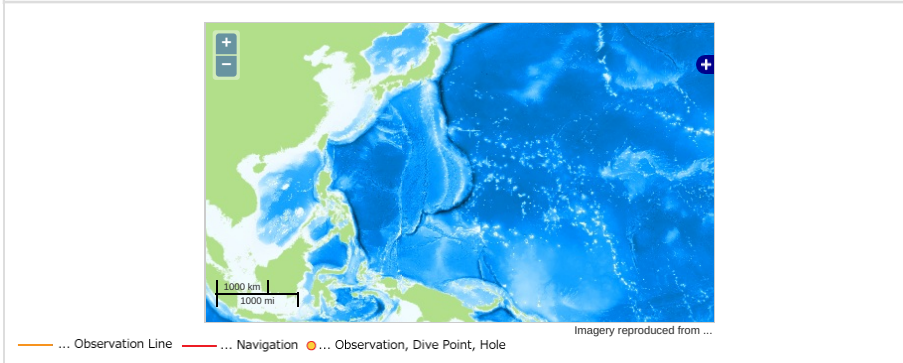 +
−
+
1000 km
1000 mi
Imagery reproduced from ...
... Observation Line ... Navigation ... Observation, Dive Point, Hole